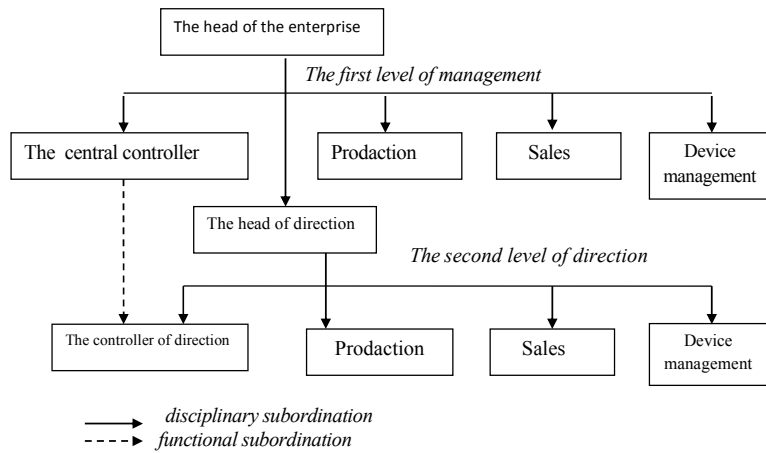 The head of the enterprise
The first level of management
The central controller
Prodaction
Sales
Device
management
The head of direction
The second level of direction
The controller of direction
Prodaction
Sales
Device
management
disciplinary subordination
functional subordination